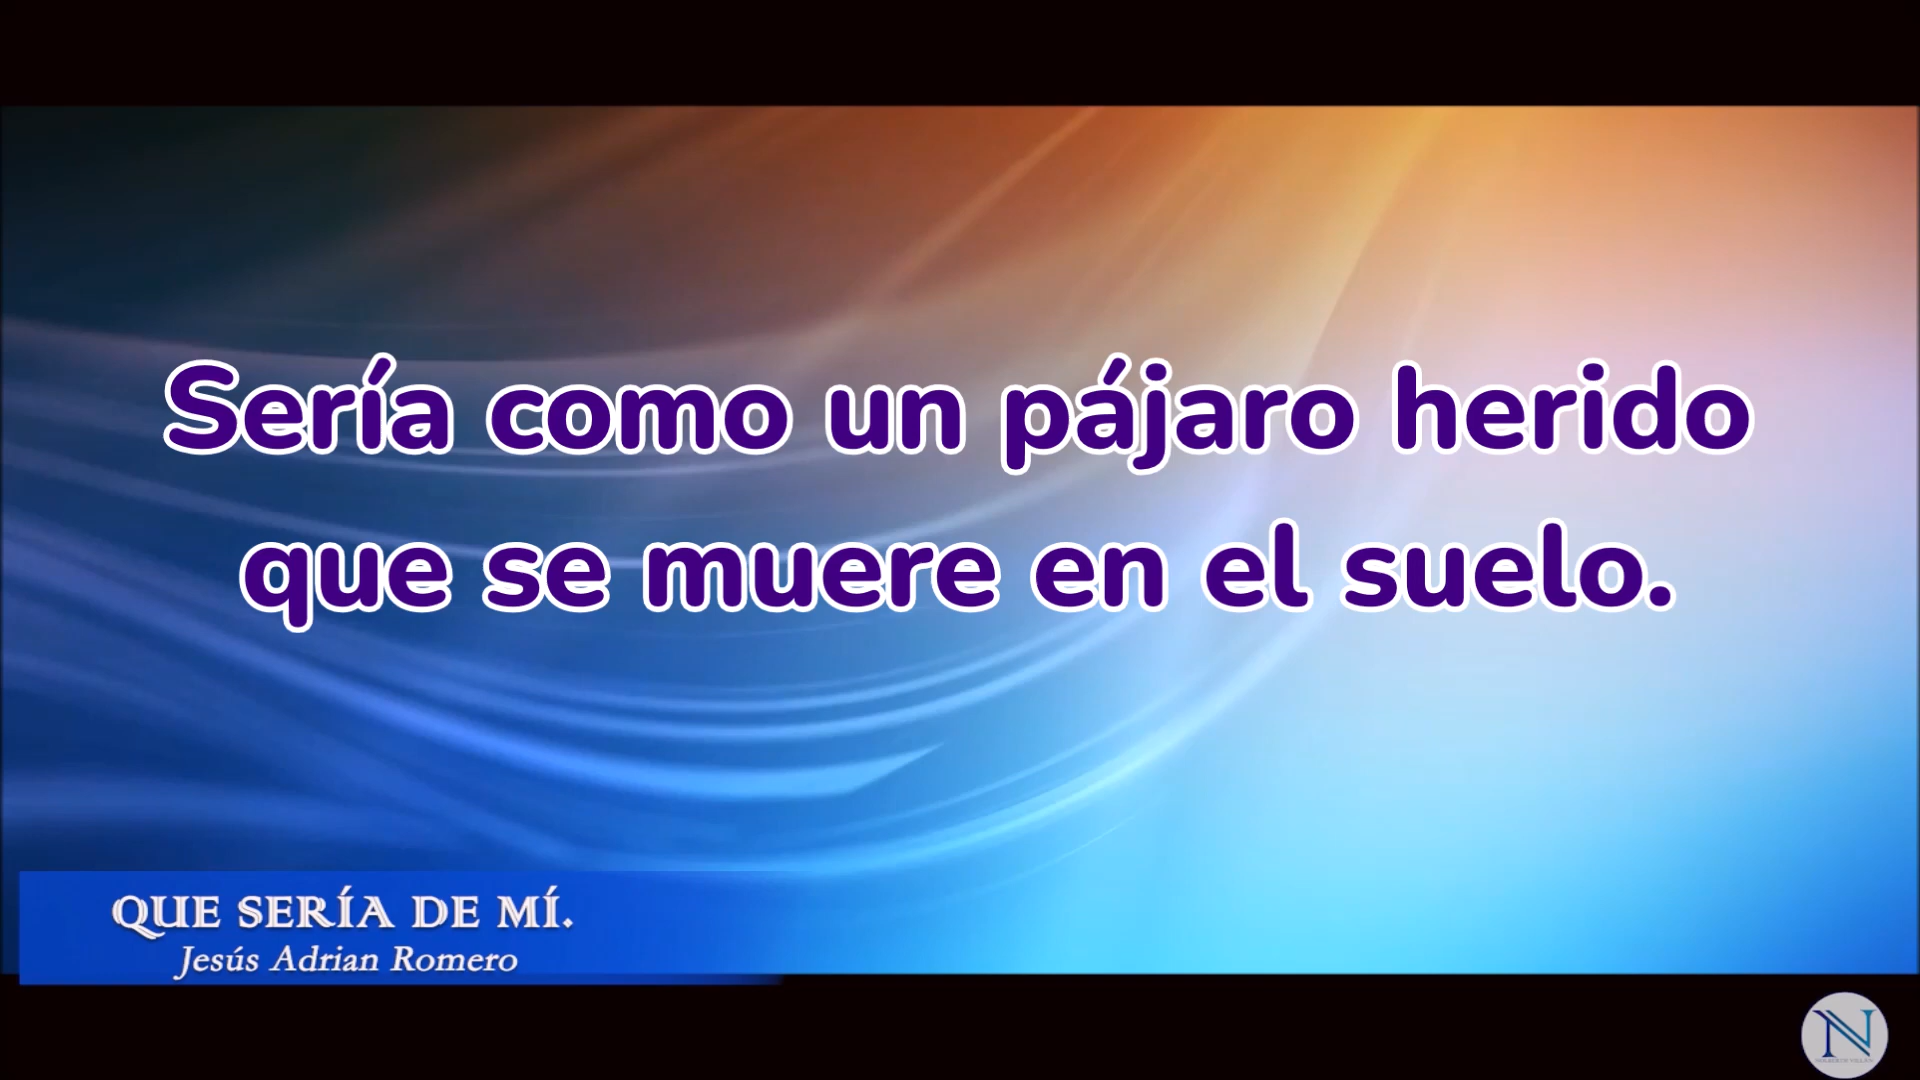 Sería como un pájaro herido
que se muere en el suelo.
QUE SERÍA DE MÍ.
Jesús Adrian Romero
N